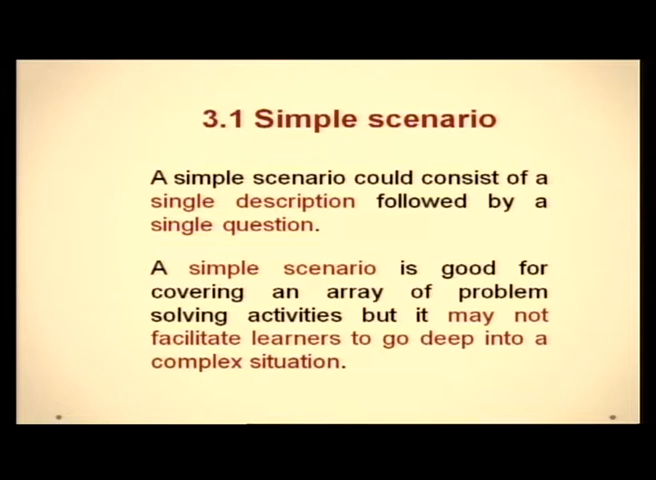 3.1 Simple scenario
A simple scenario could consist of a
single description followed by a
single question.
A simple scenario is good for
covering an array of problem
solving activities but it may not
facilitate learners to go deep into a
complex situation.